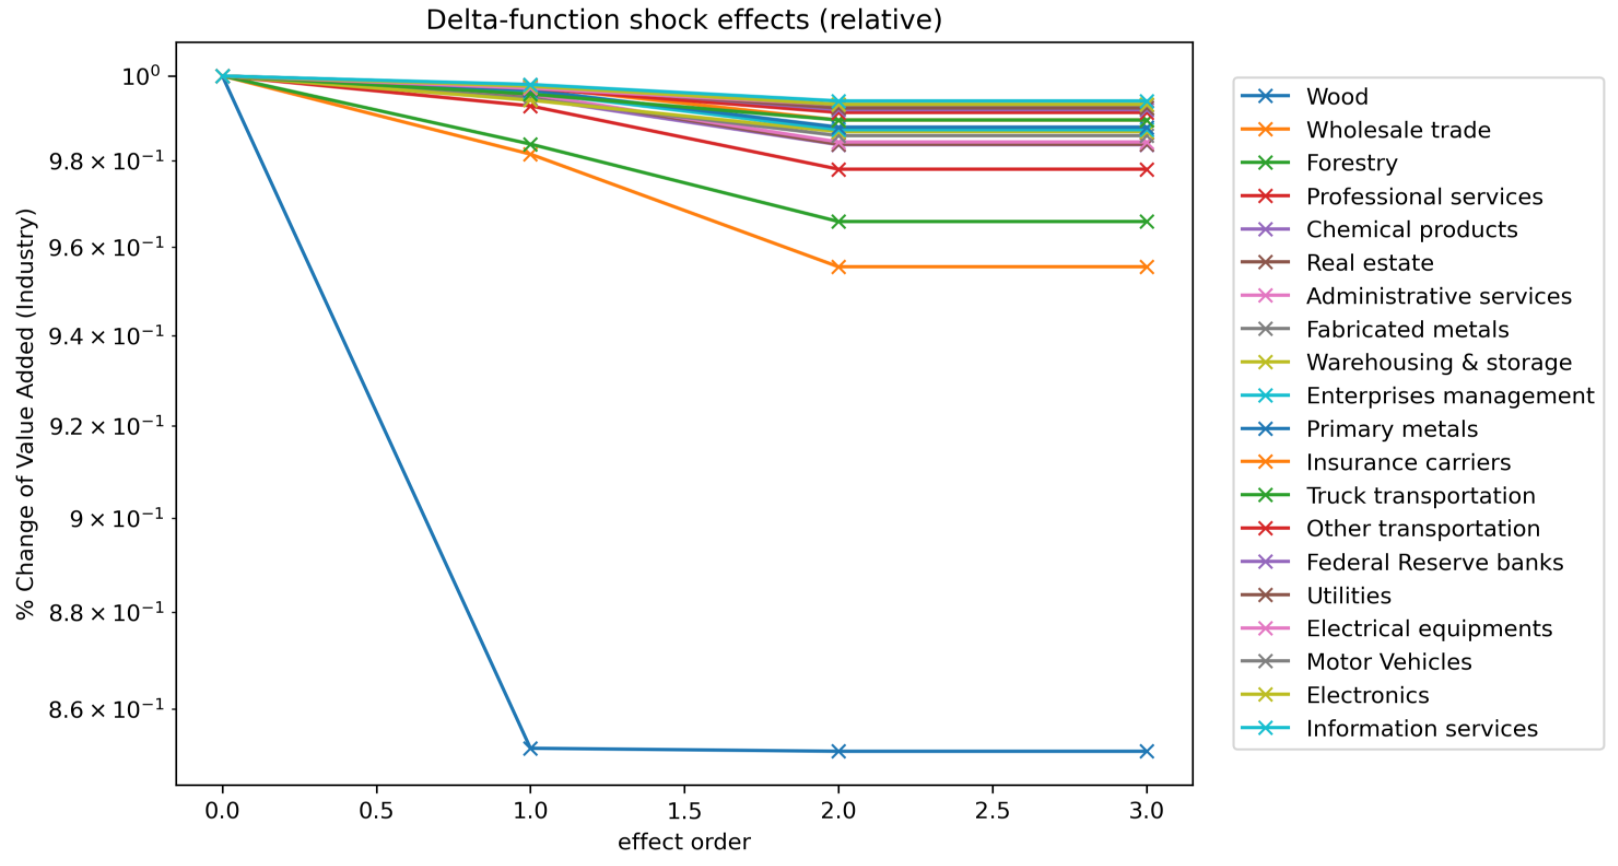 Delta-function shock effects (relative)
% Change of Value Added (Industry)
10⁰
9.8 × 10⁻¹
9.6 × 10⁻¹
9.4 × 10⁻¹
9.2 × 10⁻¹
9 × 10⁻¹
8.8 × 10⁻¹
8.6 × 10⁻¹
0.0 0.5 1.0 1.5 2.0 2.5 3.0
effect order
Wood
Wholesale trade
Forestry
Professional services
Chemical products
Real estate
Administrative services
Fabricated metals
Warehousing & storage
Enterprises management
Primary metals
Insurance carriers
Truck transportation
Other transportation
Federal Reserve banks
Utilities
Electrical equipments
Motor Vehicles
Electronics
Information services